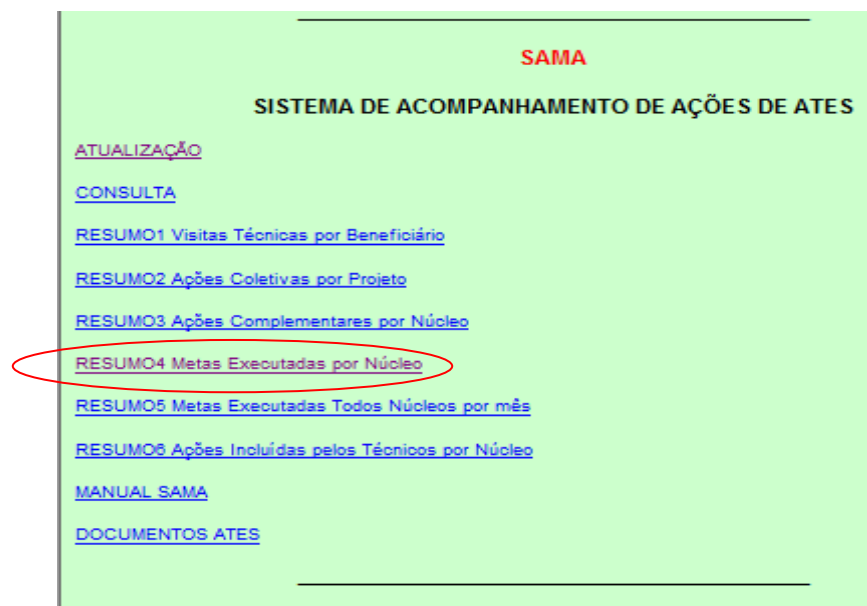 SAMA
SISTEMA DE ACOMPANHAMENTO DE AÇÕES DE ATES
ATUALIZAÇÃO
CONSULTA
RESUMO1 Visitas Técnicas por Beneficiário
RESUMO2 Ações Coletivas por Projeto
RESUMO3 Ações Complementares por Núcleo
RESUMO4 Metas Executadas por Núcleo
RESUMO5 Metas Executadas Todos Núcleos por mês
RESUMO6 Ações Incluídas pelos Técnicos por Núcleo
MANUAL SAMA
DOCUMENTOS ATES